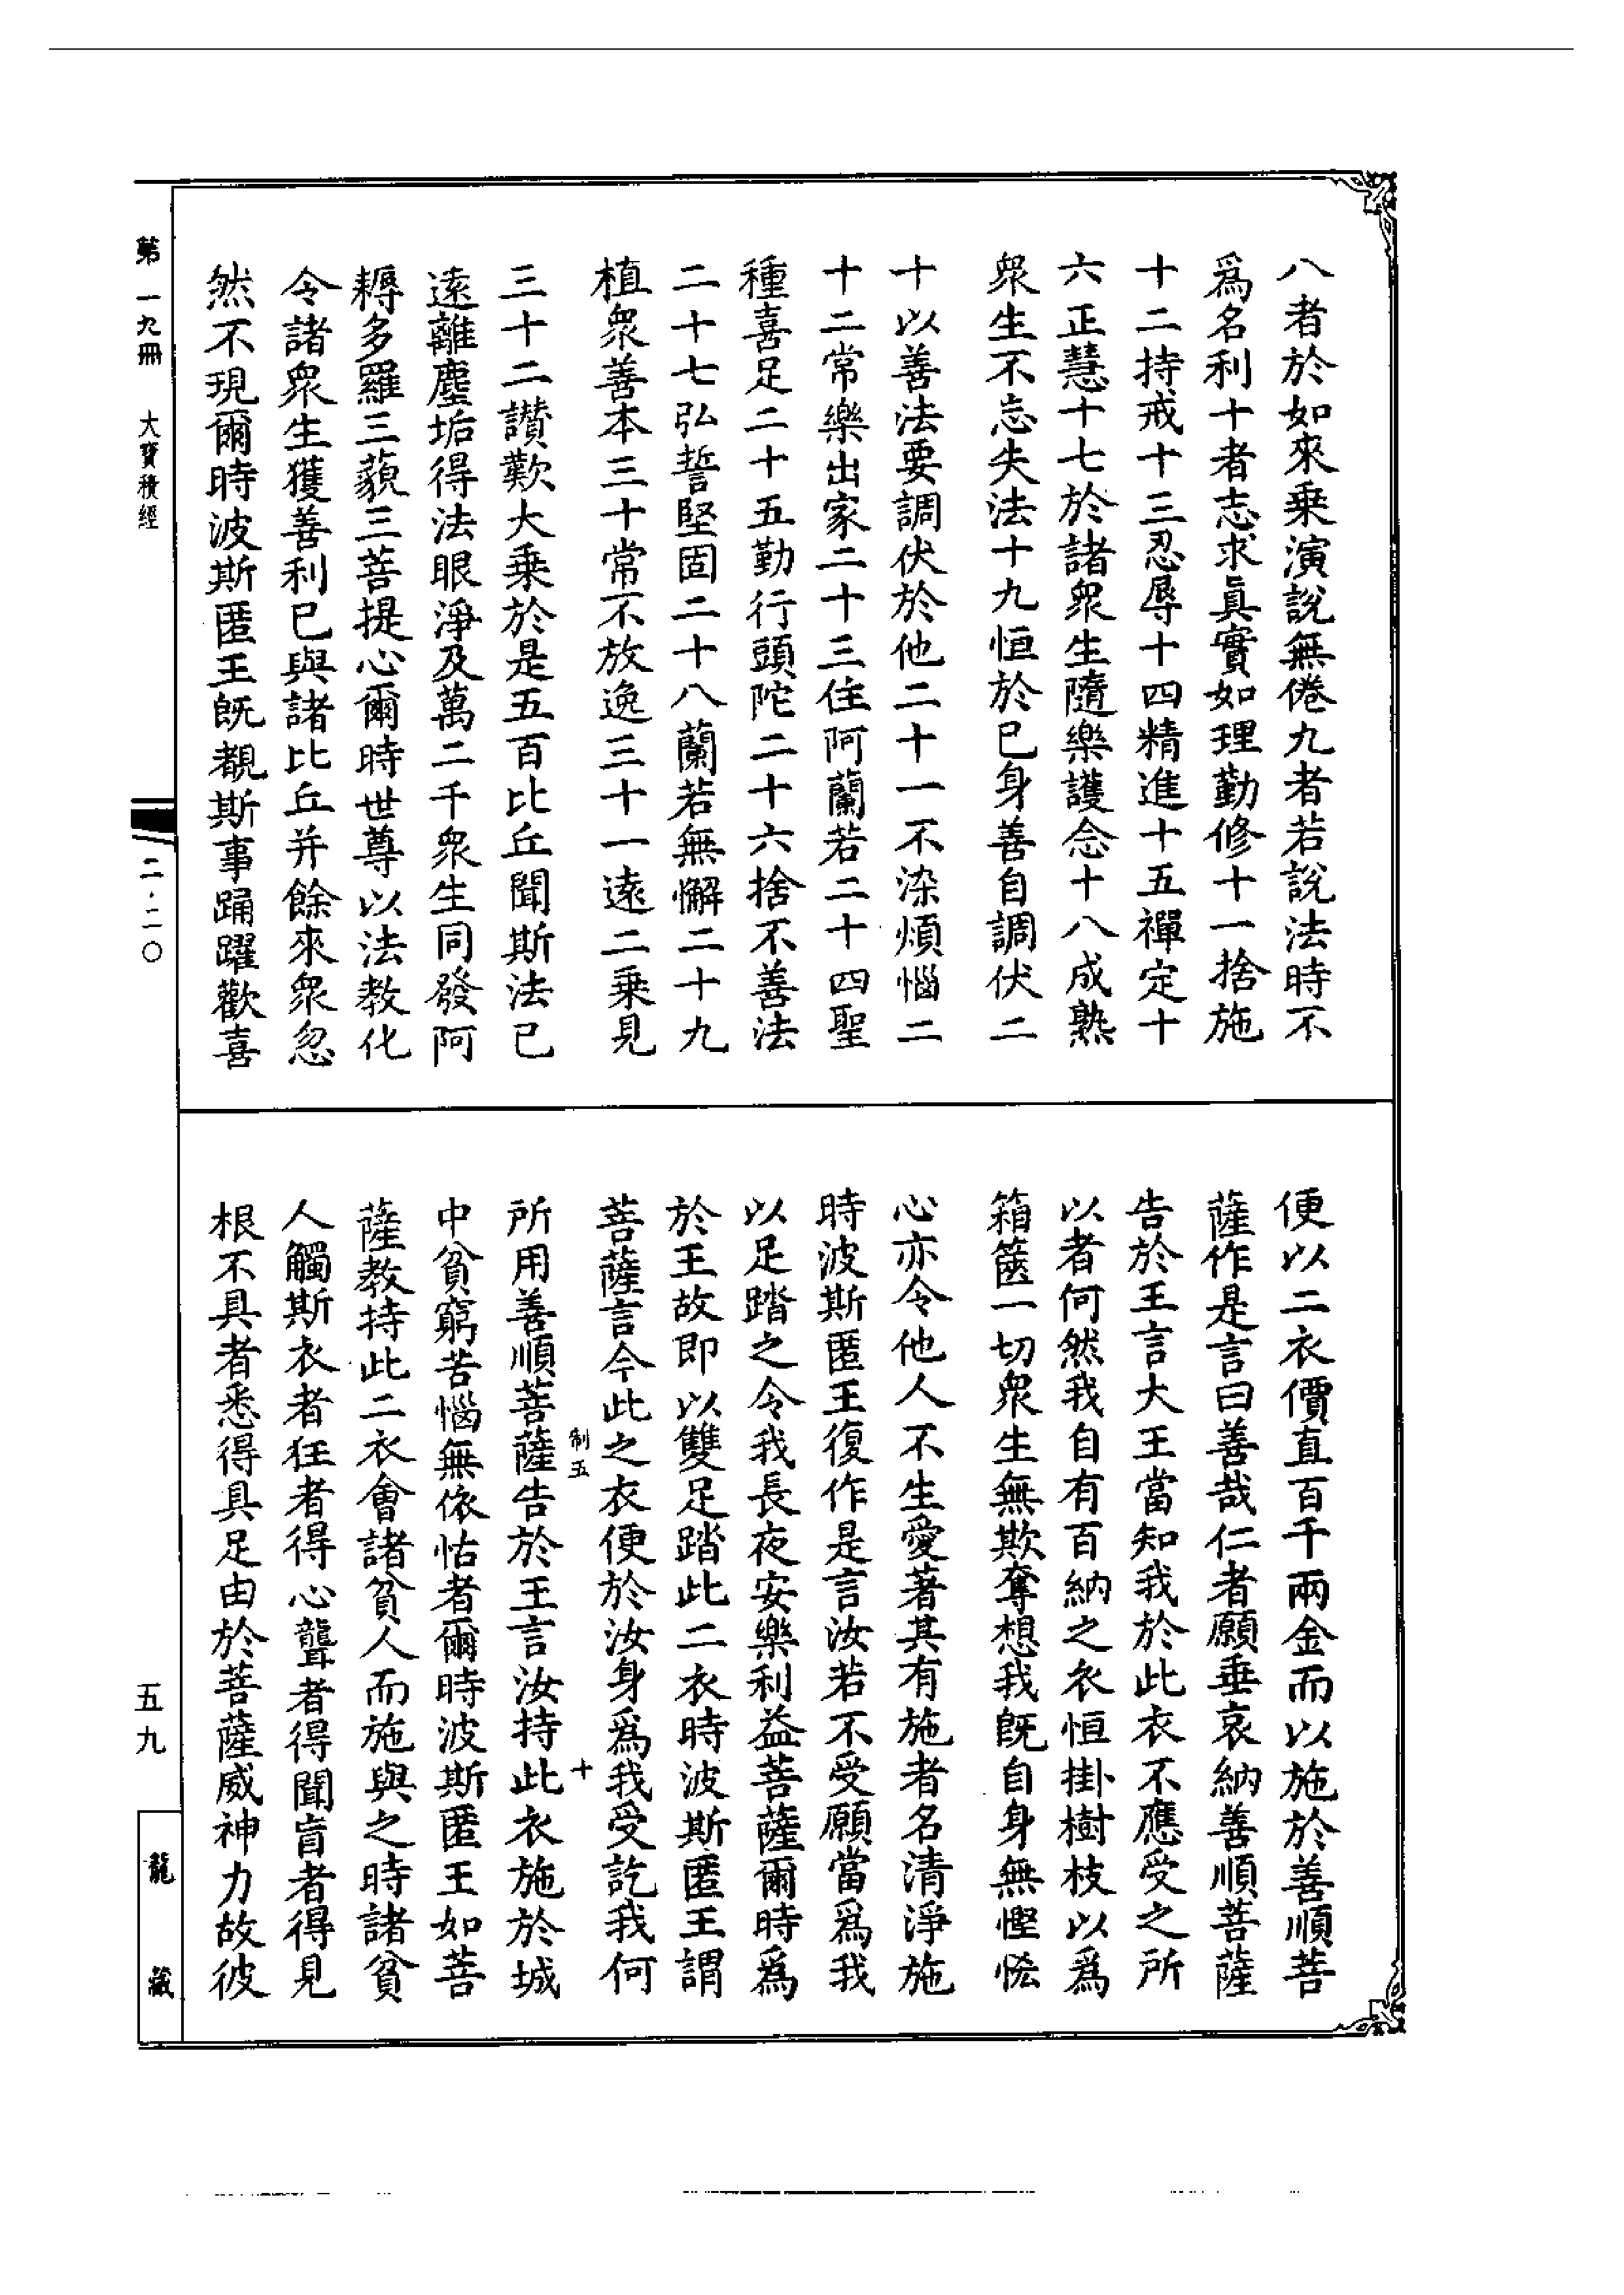 八者於如來乗演說無倦九者若說法時不
爲名利十者志求眞實如理勤修十一捨施
十二持戒十三忍辱十四精進十五禪定十
六正慧十七於諸衆生隨樂護念十八成熟
衆生不忘失法十九恒於已身善自調伏二
十以善法要調伏於他二十一不染煩惱二
十二常樂出家二十三住阿蘭若二十四聖
種喜足二十五勤行頭陀二十六捨不善法
二十七弘誓堅固二十八蘭若無懈二十九
植衆善本三十常不放逸三十一遠二乗見
三十二讃歎大乗於是五百比丘聞斯法已
遠離塵垢得法眼淨及萬二千衆生同發阿
耨多羅三藐三菩提心爾時世尊以法教化
令諸衆生獲善利已與諸比丘并餘來衆忽
然不現爾時波斯匿王旣覩斯事踊躍歡喜
便以二衣價直百千兩金而以施於善順菩
薩作是言曰善哉仁者願垂哀納善順菩薩
告於王言大王當知我於此衣不應受之所
以者何然我自有百納之衣恒掛樹枝以爲
箱篋一切衆生無欺奪想我旣自身無慳悋
心亦令他人不生愛著其有施者名清淨施
時波斯匿王復作是言汝若不受願當爲我
以足踏之令我長夜安樂利益菩薩爾時爲
於王故即以雙足踏此二衣時波斯匿王謂
菩薩言今此之衣便於汝身爲我受訖我何
制五 十
所用善順菩薩告於王言汝持此衣施於城
中貧窮苦惱無依怙者爾時波斯匿王如菩
薩教持此二衣會諸貧人而施與之時諸貧
人觸斯衣者狂者得心聾者得聞盲者得見
根不具者悉得具足由於菩薩威神力故彼
第一九冊 大寶積經
二·二〇
五九
龍藏